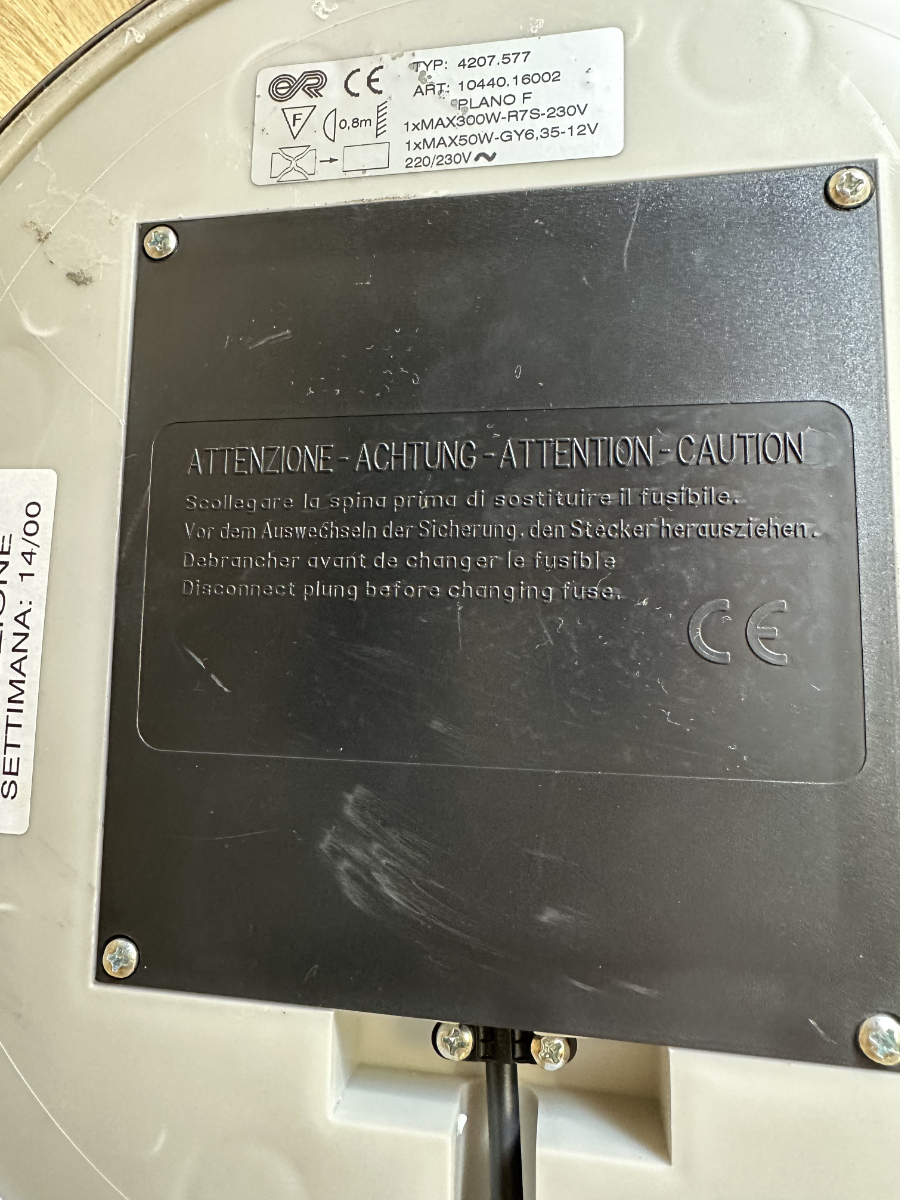 CE
TYP: 4207.577
ART: 10440.16002
PLANO F
F
0,8m
1xMAX300W-R7S-230V
1xMAX50W-GY6,35-12V
220/230V~
ATTENZIONE - ACHTUNG - ATTENTION - CAUTION
Scollegare la spina prima di sostituire il fusibile.
Vor dem Auswechseln der Sicherung, den Stecker herausziehen.
Debrancher avant de changer le fusible
Disconnect plung before changing fuse.
CE
SETTIMANA: 14/00